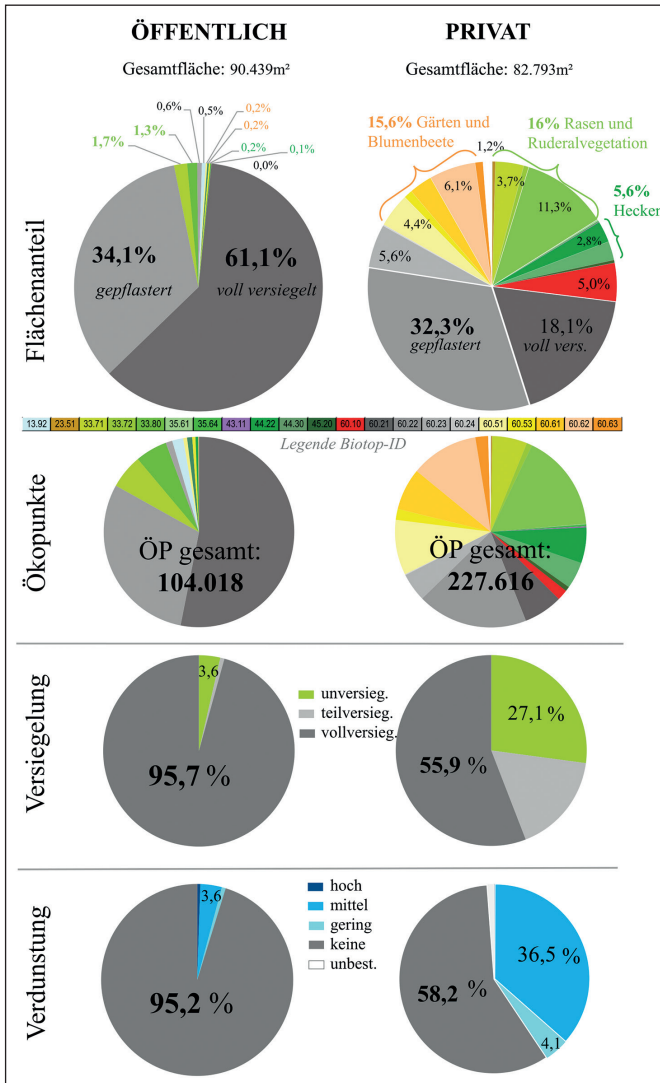 ÖFFENTLICH
PRIVAT
Gesamtfläche: 90.439m²
Gesamtfläche: 82.793m²
Flächenanteil
0,6%
0,5%
0,2%
0,2%
1,3%
1,7%
0,2%
0,1%
0,0%
34,1%
gepflastert
61,1%
voll versiegelt
15,6% Gärten und
Blumenbeete
1,2%
16% Rasen und
Ruderalvegetation
5,6%
Hecken
6,1%
3,7%
4,4%
11,3%
5,6%
2,8%
5,0%
32,3%
gepflastert
18,1%
voll vers.
13.92 23.51 33.71 33.72 33.80 35.61 35.64 43.11 44.22 44.30 45.20 60.10 60.21 60.22 60.23 60.24 60.51 60.53 60.61 60.62 60.63
Legende Biotop-ID
Ökopunkte
ÖP gesamt:
104.018
ÖP gesamt:
227.616
Versiegelung
3,6
95,7 %
unversieg.
teilversieg.
vollversieg.
27,1%
55,9 %
Verdunstung
3,6
95,2 %
hoch
mittel
gering
keine
unbest.
36,5 %
58,2 %
4,1